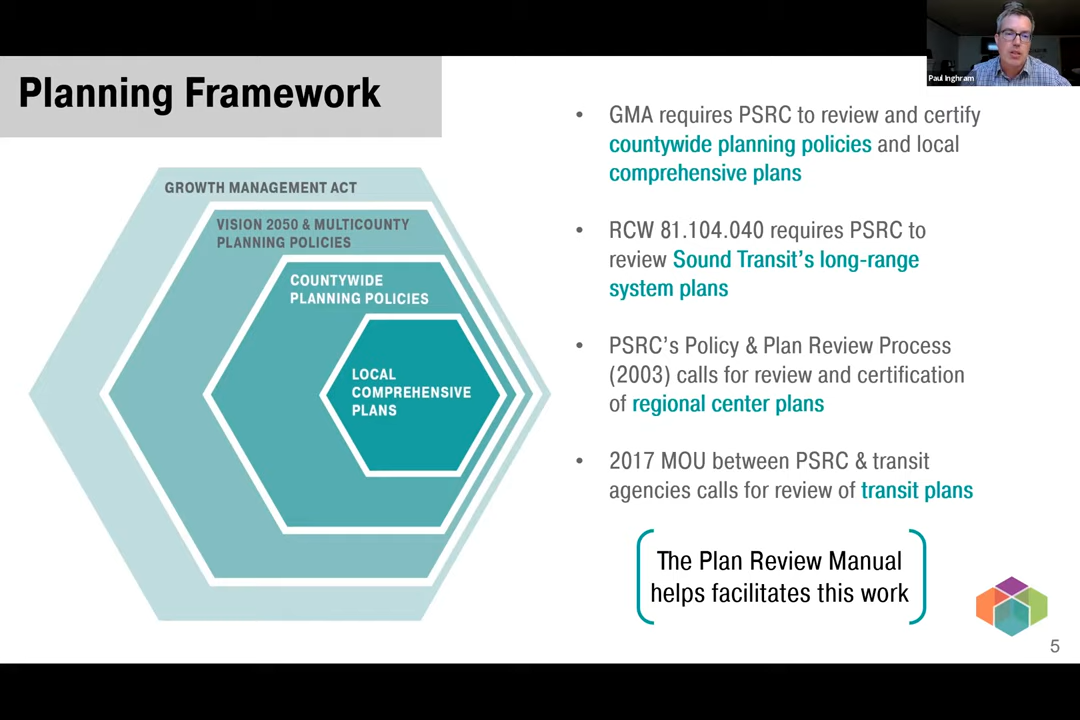 Paul Inghram
Planning Framework
GROWTH MANAGEMENT ACT
VISION 2050 & MULTICOUNTY
PLANNING POLICIES
COUNTYWIDE
PLANNING POLICIES
LOCAL
COMPREHENSIVE
PLANS
• GMA requires PSRC to review and certify
countywide planning policies and local
comprehensive plans
• RCW 81.104.040 requires PSRC to
review Sound Transit’s long-range
system plans
• PSRC’s Policy & Plan Review Process
(2003) calls for review and certification
of regional center plans
• 2017 MOU between PSRC & transit
agencies calls for review of transit plans
The Plan Review Manual
helps facilitates this work
5